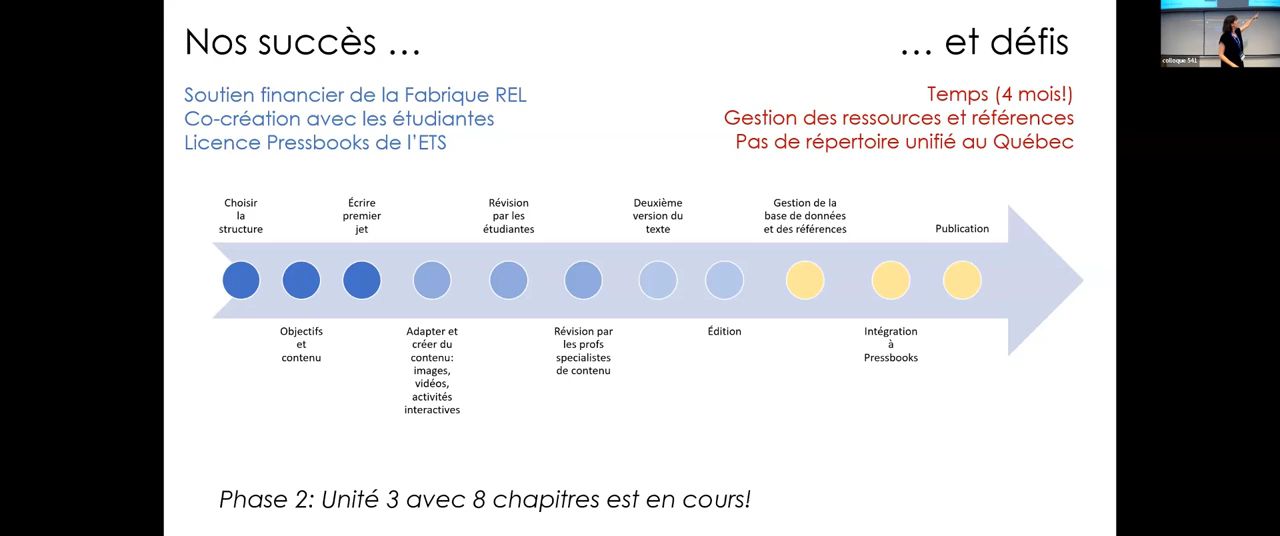 Nos succès ...
... et défis
Soutien financier de la Fabrique REL
Co-création avec les étudiantes
Licence Pressbooks de l'ETS
Temps (4 mois!)
Gestion des ressources et références
Pas de répertoire unifié au Québec
colloque 541
Choisir
la
structure
Écrire
premier
jet
Révision
par les
étudiantes
Deuxième
version du
texte
Gestion de la
base de données
et des références
Publication
Objectifs
et
contenu
Adapter et
créer du
contenu:
images,
vidéos,
activités
interactives
Révision par
les profs
specialistes
de contenu
Édition
Intégration
à
Pressbooks
Phase 2: Unité 3 avec 8 chapitres est en cours!